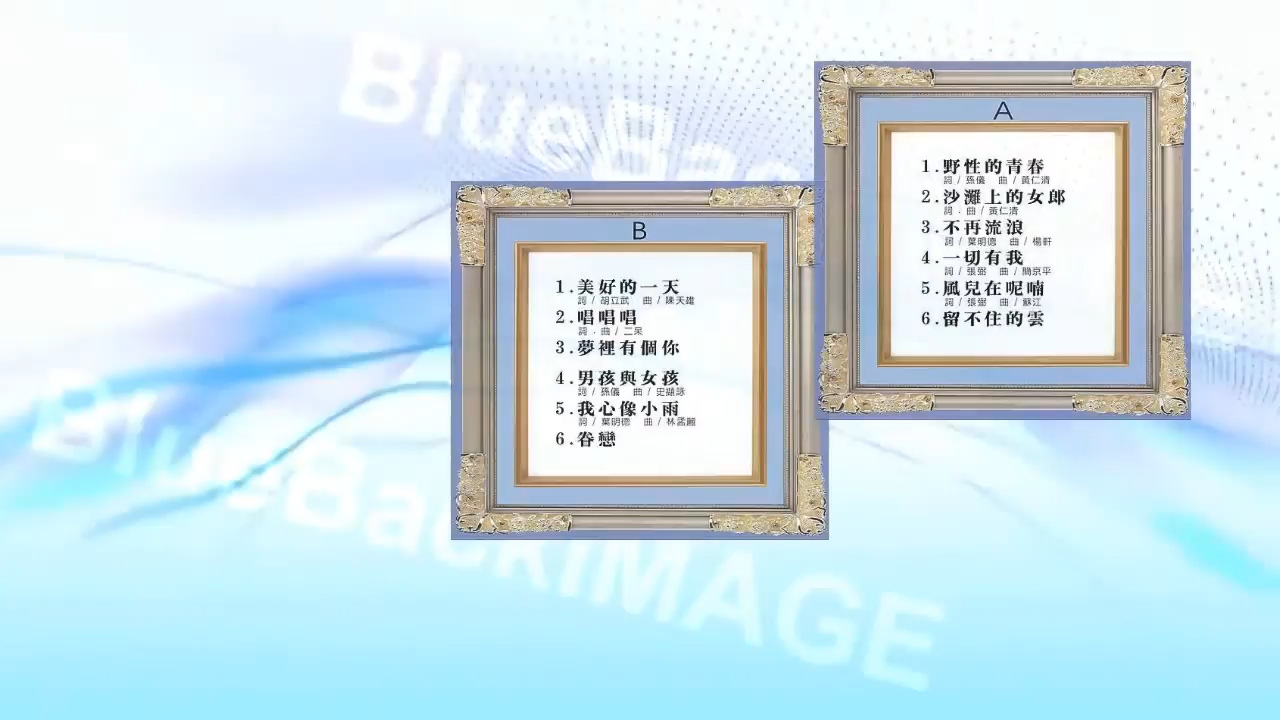 BlueBac
A
1.野性的青春
詞 / 孫儀 曲 / 黃仁清
2.沙灘上的女郎
詞．曲 / 黃仁清
3.不再流浪
詞 / 葉明德 曲 / 楊軒
4.一切有我
詞 / 張 曲 / 簡京平
5.風兒在呢喃
詞 / 張 曲 / 蘇江
6.留不住的雲
B
1.美好的一天
詞 / 胡立武 曲 / 陳天雄
2.唱唱唱
詞．曲 / 二呆
3.夢裡有個你
4.男孩與女孩
詞 / 孫儀 曲 / 史擷詠
5.我心像小雨
詞 / 葉明德 曲 / 林孟
6.眷戀
BlueBackIMAGE